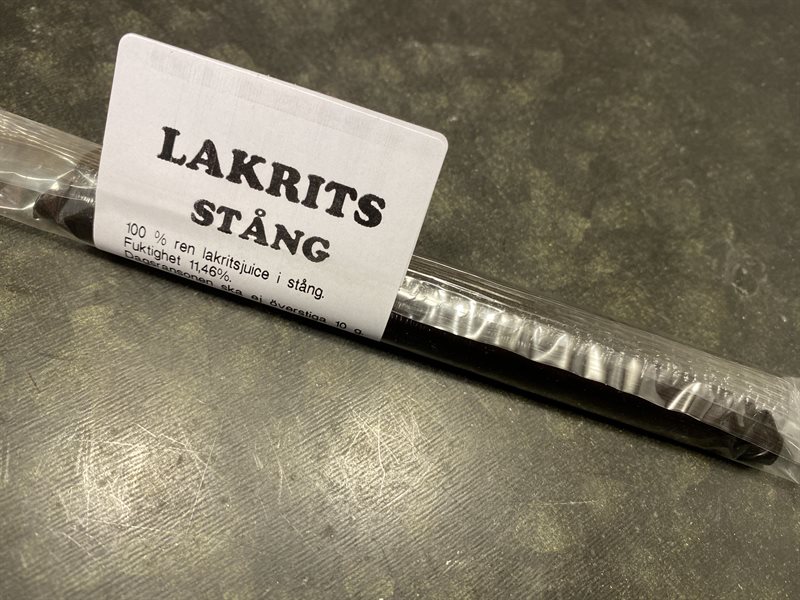 LAKRITS
STÅNG
100 % ren lakritsjuice i stång.
Fuktighet 11,46%.
Dagsransonen ska ej överstiga 10 g